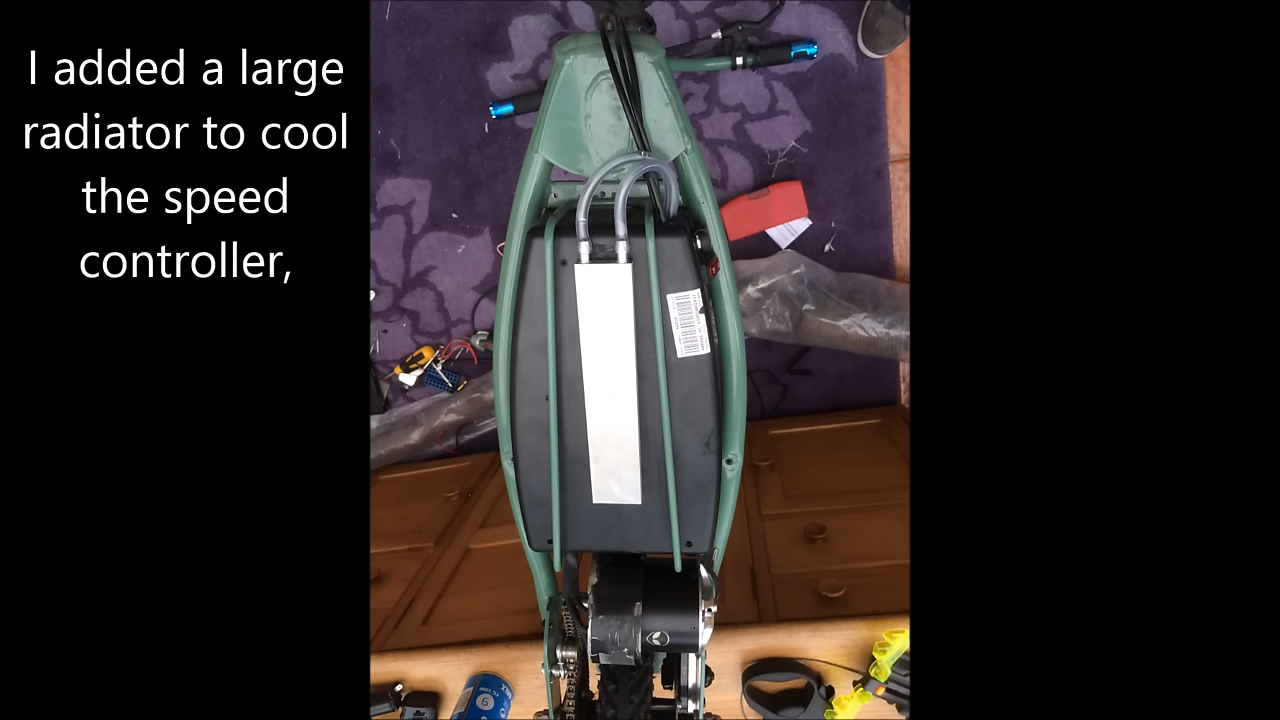 I added a large
radiator to cool
the speed
controller,